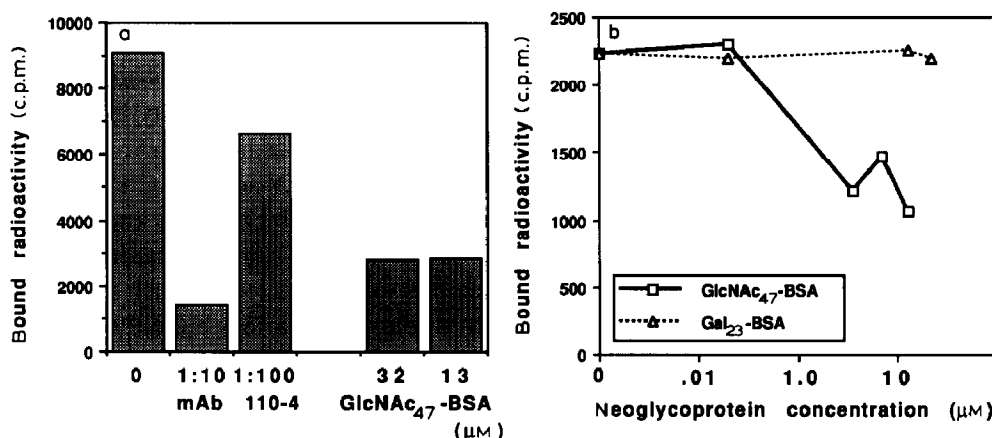 a
Bound radioactivity (c.p.m.)
10000
8000
6000
4000
2000
0
0 1:10 1:100 32 13
mAb 110-4 GlcNAc47-BSA
(μM)
b
Bound radioactivity (c.p.m.)
2500
2250
2000
1500
1000
500
0
GlcNAc47-BSA
Gal23-BSA
0 .01 1.0 10
Neoglycoprotein concentration (μM)